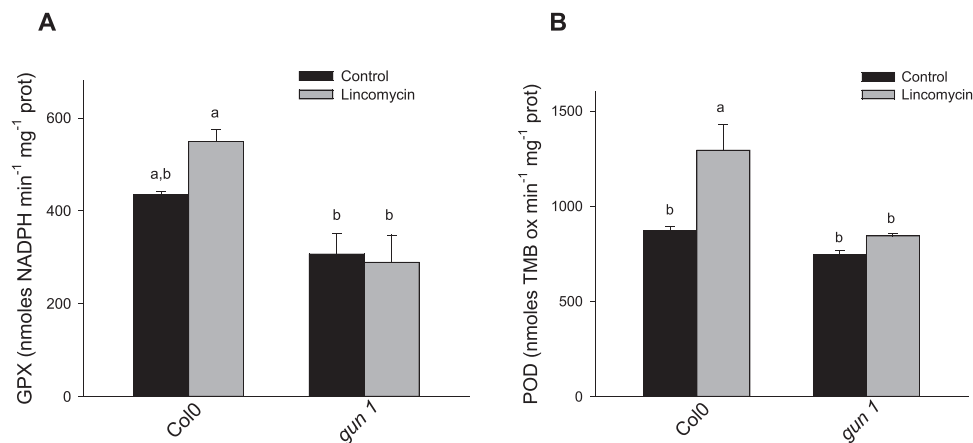 A
GPX (nmoles NADPH min⁻¹ mg⁻¹ prot)
600
400
200
0
Control
Lincomycin
a,b
a
b
b
Col0
gun 1
B
POD (nmoles TMB ox min⁻¹ mg⁻¹ prot)
1500
1000
500
0
Control
Lincomycin
b
a
b
b
Col0
gun 1